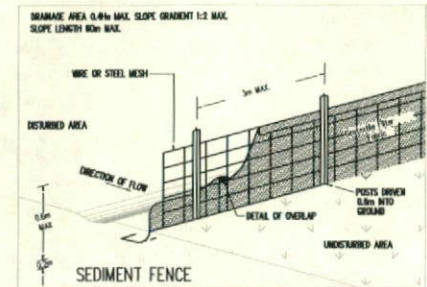 DRAINAGE AREA 0.4Ha MAX. SLOPE GRADIENT 1:2 MAX.
SLOPE LENGTH 60m MAX.
WIRE OR STEEL MESH
3m MAX.
DISTURBED AREA
DIRECTION OF FLOW
POSTS DRIVEN
0.6m INTO
GROUND
DETAIL OF OVERLAP
0.6m
MAX
UNDISTURBED AREA
SEDIMENT FENCE